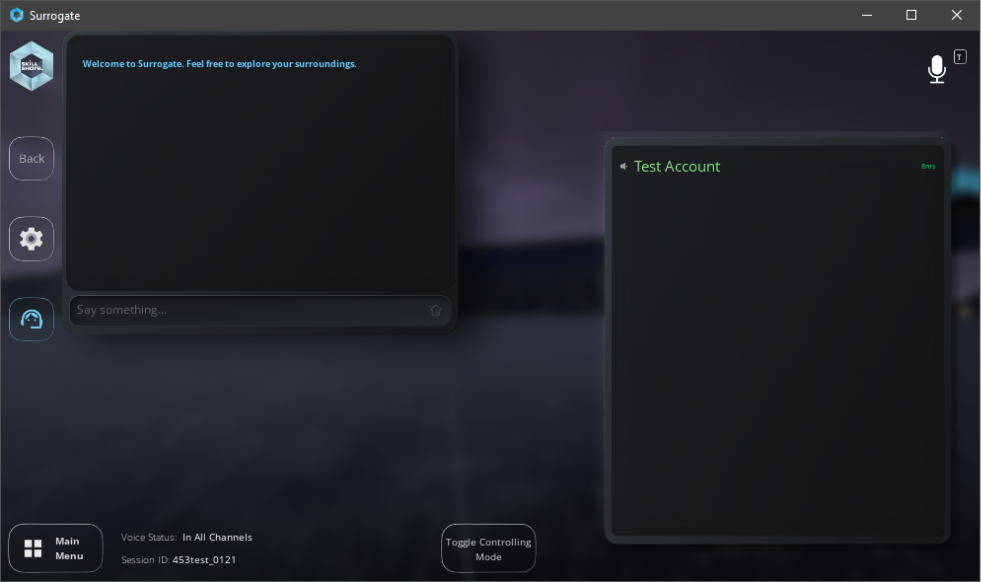 Surrogate
SKILL
SHARE.
Welcome to Surrogate. Feel free to explore your surroundings.
T
Back
Test Account
8ms
Say something...
Main
Menu
Voice Status: In All Channels
Session ID: 453test_0121
Toggle Controlling
Mode